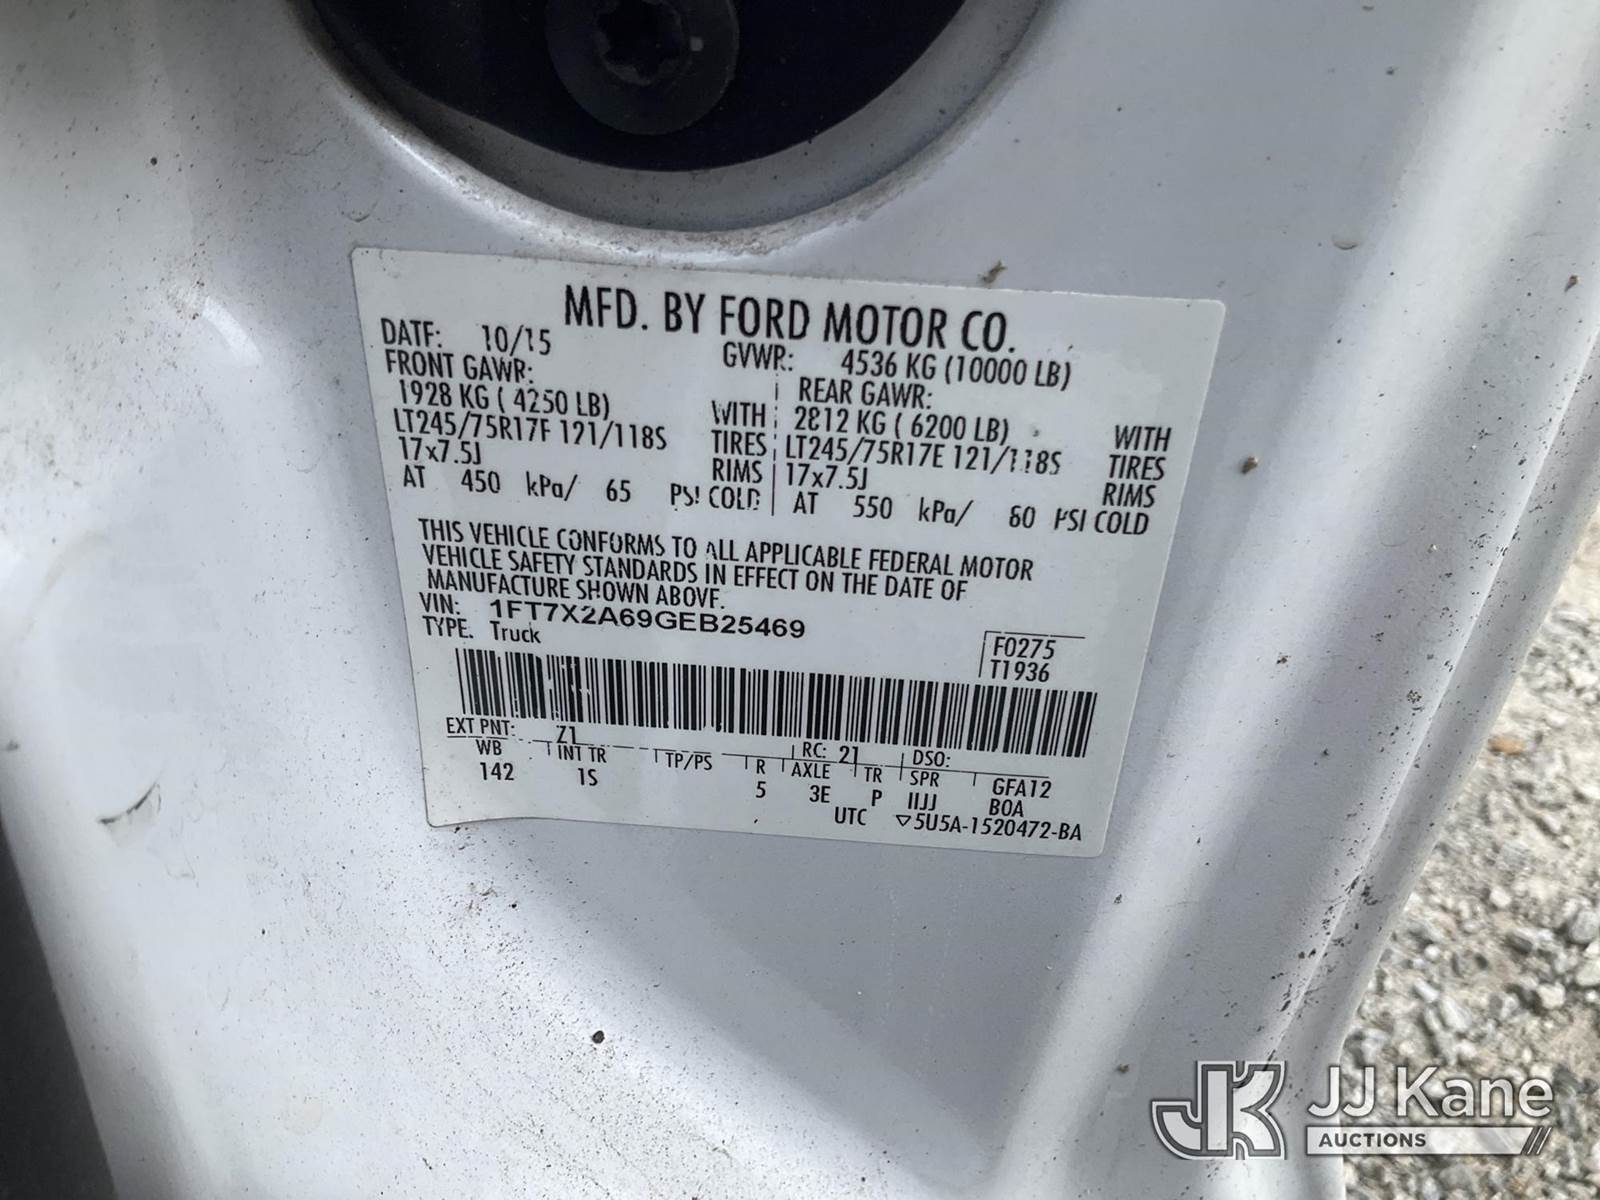 MFD. BY FORD MOTOR CO.
DATE: 10/15 GVWR: 4536 KG (10000 LB)
FRONT GAWR: REAR GAWR:
1928 KG ( 4250 LB) WITH 2812 KG ( 6200 LB) WITH
LT245/75R17E 121/118S TIRES LT245/75R17E 121/118S TIRES
17x7.5J RIMS 17x7.5J RIMS
AT 450 kPa/ 65 PSI COLD AT 550 kPa/ 80 PSI COLD
THIS VEHICLE CONFORMS TO ALL APPLICABLE FEDERAL MOTOR
VEHICLE SAFETY STANDARDS IN EFFECT ON THE DATE OF
MANUFACTURE SHOWN ABOVE.
VIN: 1FT7X2A69GEB25469
TYPE: Truck
F0275
T1936
EXT PNT: Z1 RC: 21 DSO:
WB INT TR TP/PS R AXLE TR SPR GFA12
142 1S 5 3E P IIJJ B0A
UTC ▽5U5A-1520472-BA
JK JJ Kane
AUCTIONS